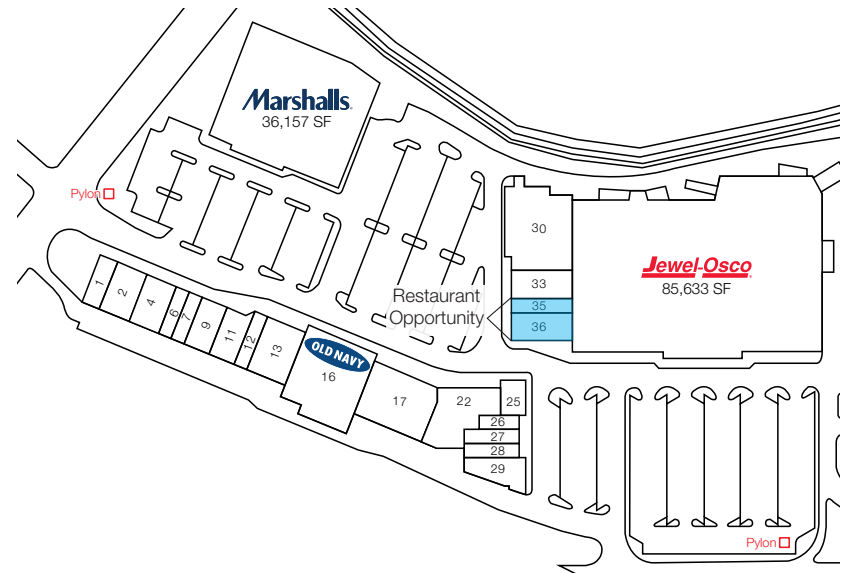 Marshalls
36,157 SF
Pylon
30
Jewel-Osco
85,633 SF
33
Restaurant
Opportunity
35
36
1
2
4
6
7
9
11
12
13
OLD NAVY
16
17
22
25
26
27
28
29
Pylon